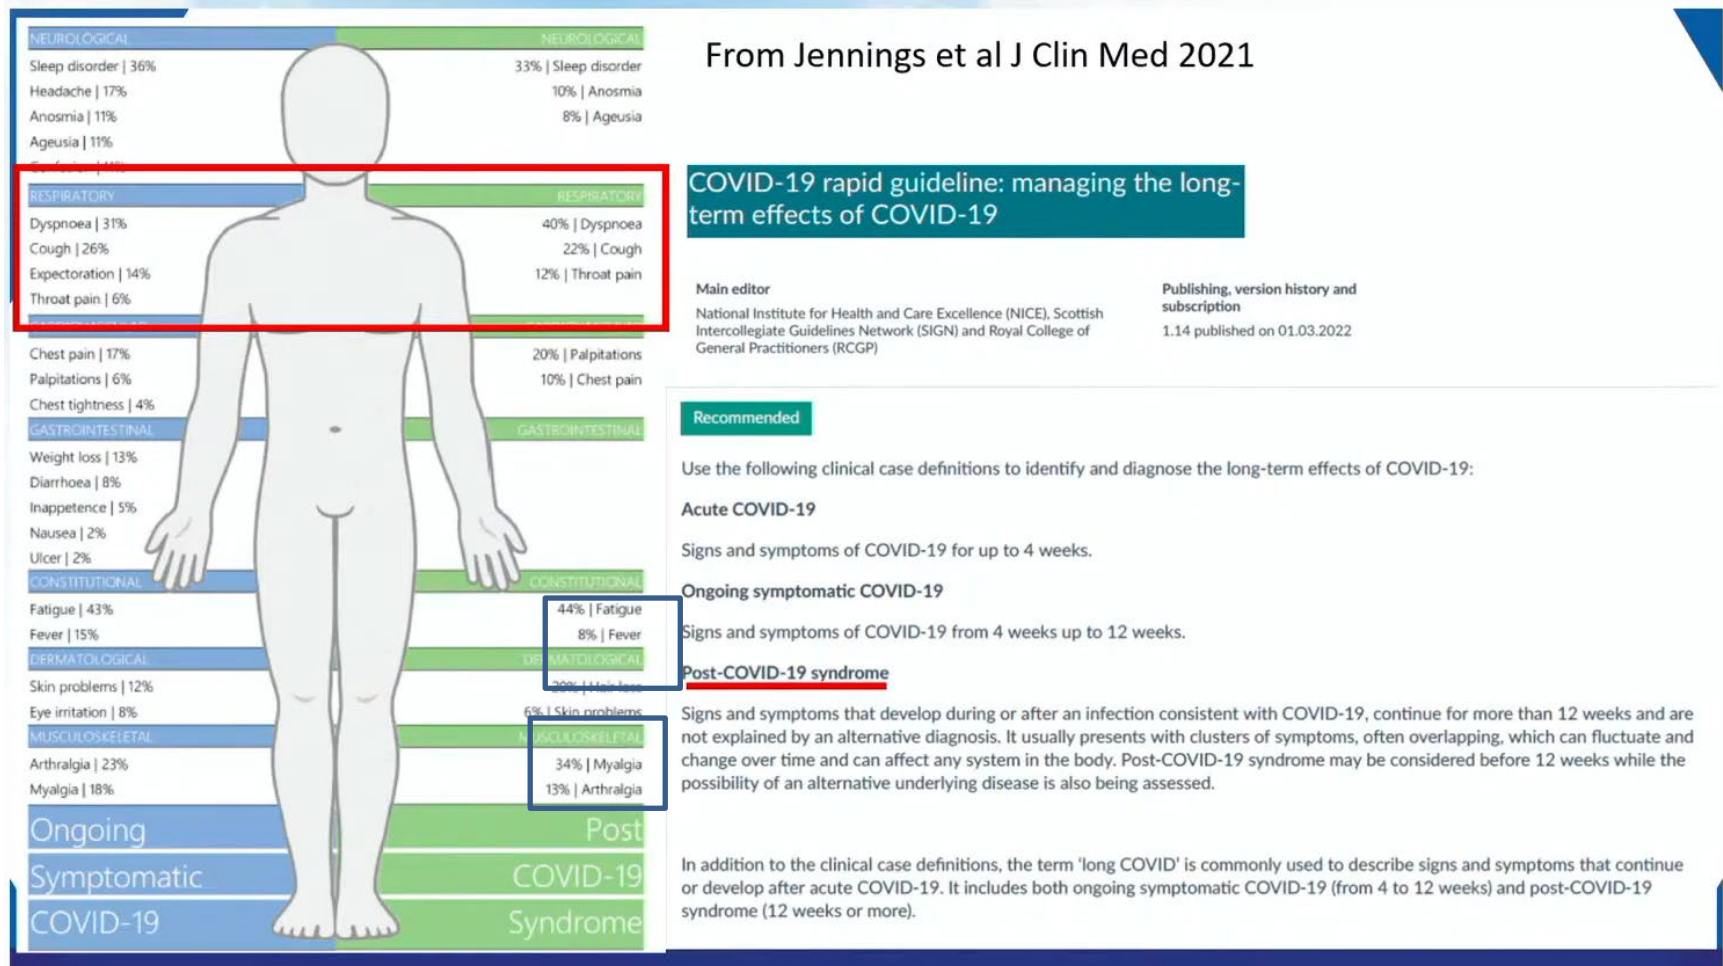 From Jennings et al J Clin Med 2021
NEUROLOGICAL
Sleep disorder | 36%
Headache | 17%
Anosmia | 11%
Ageusia | 11%
RESPIRATORY
Dyspnoea | 31%
Cough | 26%
Expectoration | 14%
Throat pain | 6%
Chest pain | 17%
Palpitations | 6%
Chest tightness | 4%
GASTROINTESTINAL
Weight loss | 13%
Diarrhoea | 8%
Inappetence | 5%
Nausea | 2%
Ulcer | 2%
CONSTITUTIONAL
Fatigue | 43%
Fever | 15%
DERMATOLOGICAL
Skin problems | 12%
Eye irritation | 8%
MUSCULOSKELETAL
Arthralgia | 23%
Myalgia | 18%
Ongoing
Symptomatic
COVID-19
NEUROLOGICAL
33% | Sleep disorder
10% | Anosmia
8% | Ageusia
RESPIRATORY
40% | Dyspnoea
22% | Cough
12% | Throat pain
20% | Palpitations
10% | Chest pain
GASTROINTESTINAL
CONSTITUTIONAL
44% | Fatigue
8% | Fever
DERMATOLOGICAL
20% | Hair loss
6% | Skin problems
MUSCULOSKELETAL
34% | Myalgia
13% | Arthralgia
Post
COVID-19
Syndrome
COVID-19 rapid guideline: managing the long-
term effects of COVID-19
Main editor
National Institute for Health and Care Excellence (NICE), Scottish
Intercollegiate Guidelines Network (SIGN) and Royal College of
General Practitioners (RCGP)
Publishing, version history and
subscription
1.14 published on 01.03.2022
Recommended
Use the following clinical case definitions to identify and diagnose the long-term effects of COVID-19:
Acute COVID-19
Signs and symptoms of COVID-19 for up to 4 weeks.
Ongoing symptomatic COVID-19
Signs and symptoms of COVID-19 from 4 weeks up to 12 weeks.
Post-COVID-19 syndrome
Signs and symptoms that develop during or after an infection consistent with COVID-19, continue for more than 12 weeks and are
not explained by an alternative diagnosis. It usually presents with clusters of symptoms, often overlapping, which can fluctuate and
change over time and can affect any system in the body. Post-COVID-19 syndrome may be considered before 12 weeks while the
possibility of an alternative underlying disease is also being assessed.
In addition to the clinical case definitions, the term ‘long COVID’ is commonly used to describe signs and symptoms that continue
or develop after acute COVID-19. It includes both ongoing symptomatic COVID-19 (from 4 to 12 weeks) and post-COVID-19
syndrome (12 weeks or more).